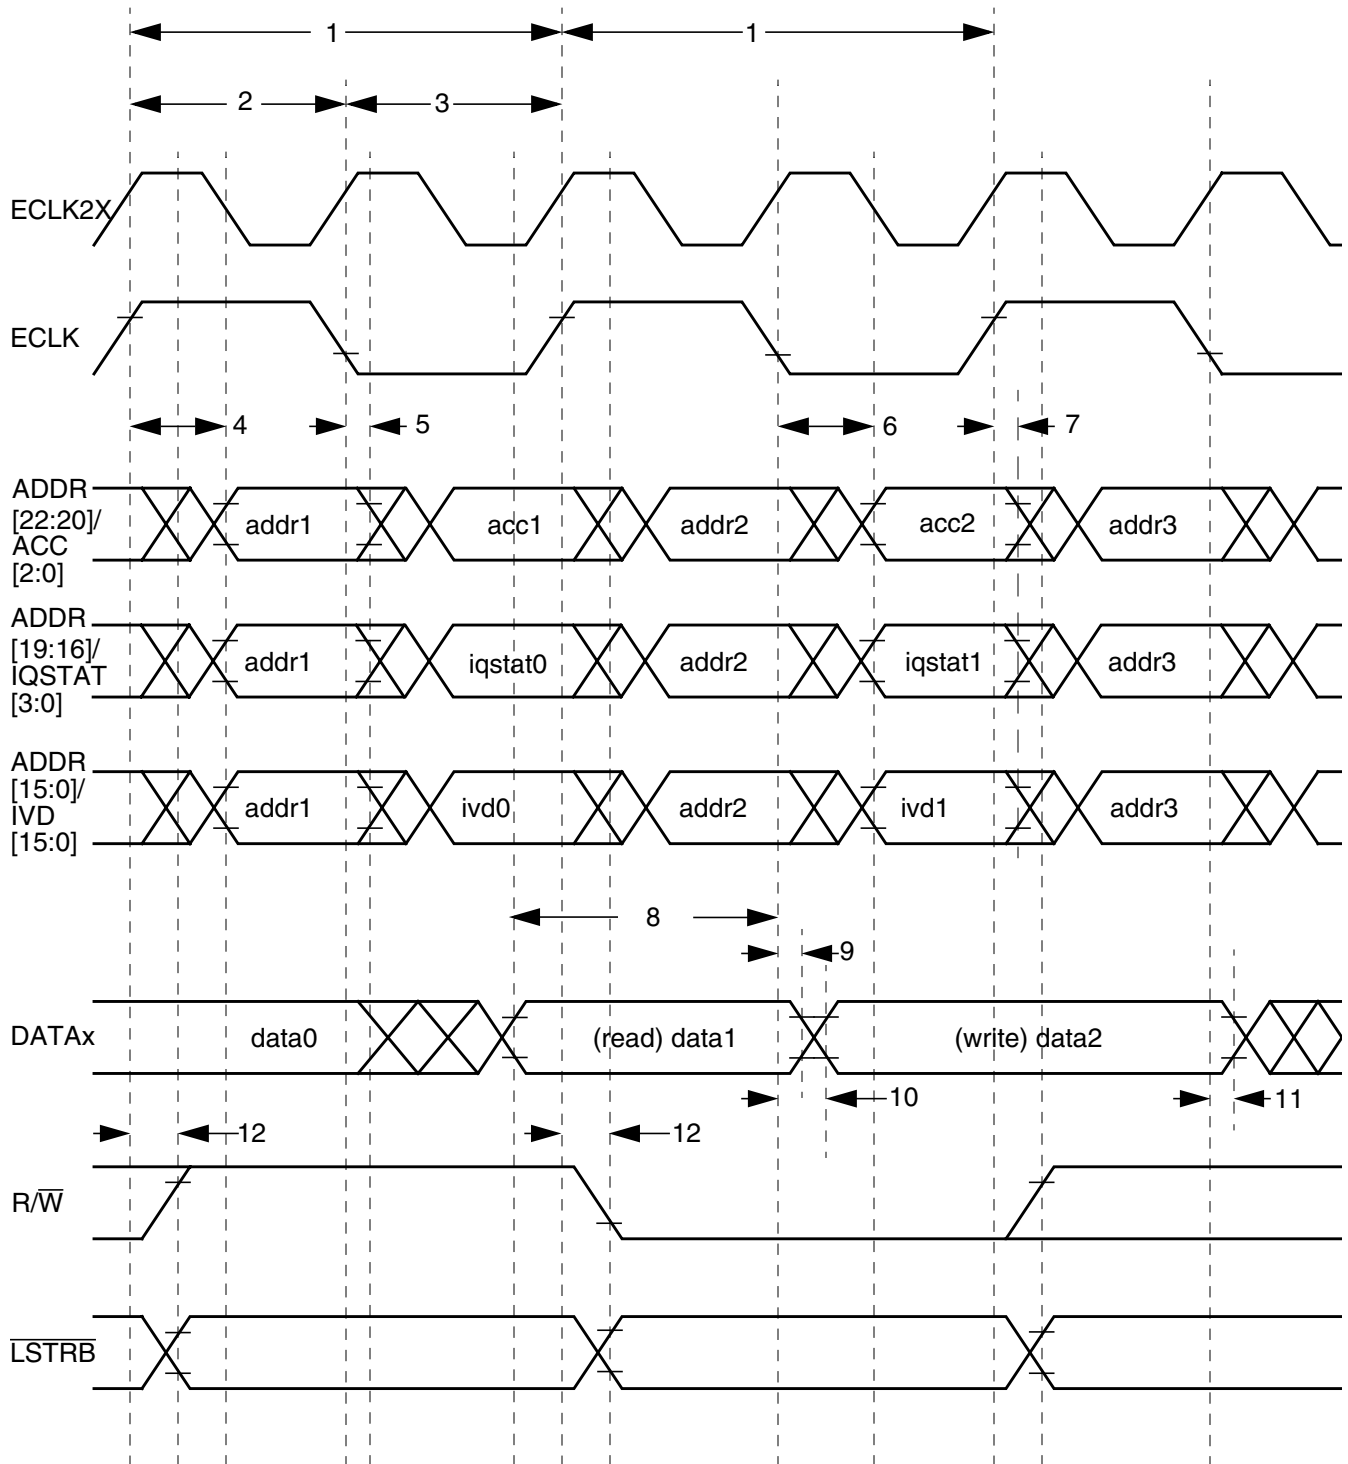 1 1
2 3
ECLK2X
ECLK
4 5 6 7
ADDR
[22:20]/
ACC
[2:0]
addr1 acc1 addr2 acc2 addr3
ADDR
[19:16]/
IQSTAT
[3:0]
addr1 iqstat0 addr2 iqstat1 addr3
ADDR
[15:0]/
IVD
[15:0]
addr1 ivd0 addr2 ivd1 addr3
8
9
DATAx data0 (read) data1 (write) data2
10 11
12 12
R/W̅
L̅S̅T̅R̅B̅